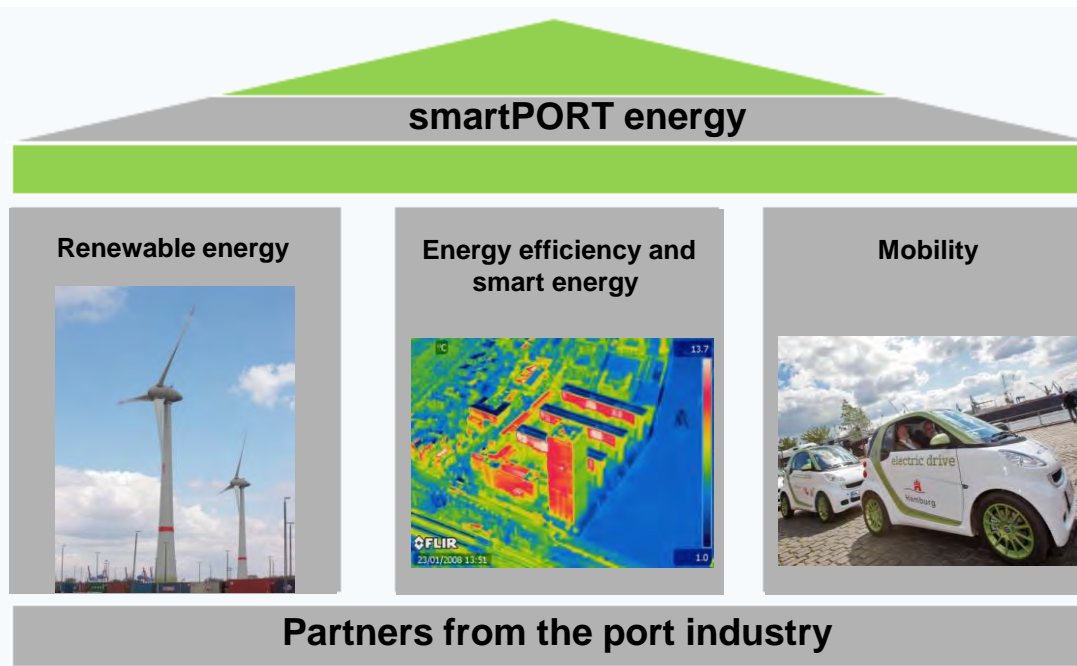 smartPORT energy
Renewable energy
Energy efficiency and
smart energy
Mobility
°C
13.7
1.0
FLIR
23/01/2008 13:51
electric drive
Hamburg
Partners from the port industry